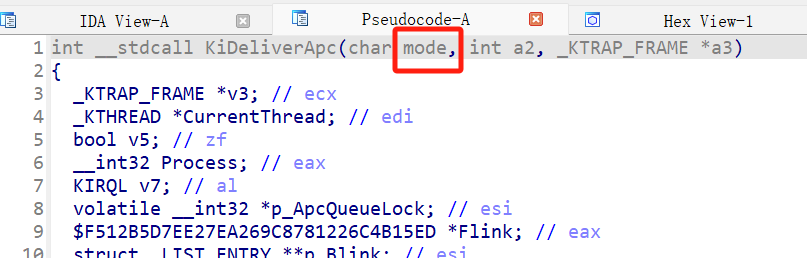 IDA View-A Pseudocode-A Hex View-1
1 int __stdcall KiDeliverApc(char mode, int a2, _KTRAP_FRAME *a3)
2 {
3 _KTRAP_FRAME *v3; // ecx
4 _KTHREAD *CurrentThread; // edi
5 bool v5; // zf
6 __int32 Process; // eax
7 KIRQL v7; // al
8 volatile __int32 *p_ApcQueueLock; // esi
9 $F512B5D7EE27EA269C8781226C4B15ED *Flink; // eax
10 struct _LIST_ENTRY **p_Blink; // esi